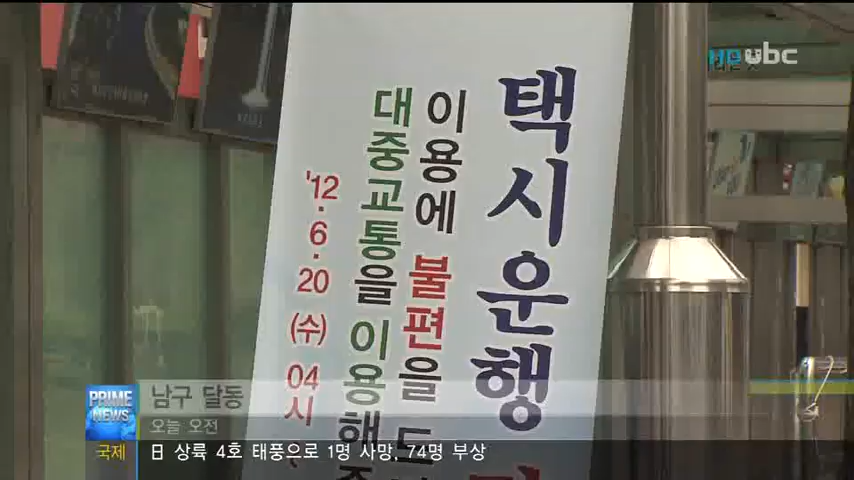 HD ubc
택시운행
이용에 불편을 드
대중교통을 이용해
'12.6.20(수) 04시
PRIME NEWS
남구 달동
오늘 오전
국제
日 상륙 4호 태풍으로 1명 사망, 74명 부상